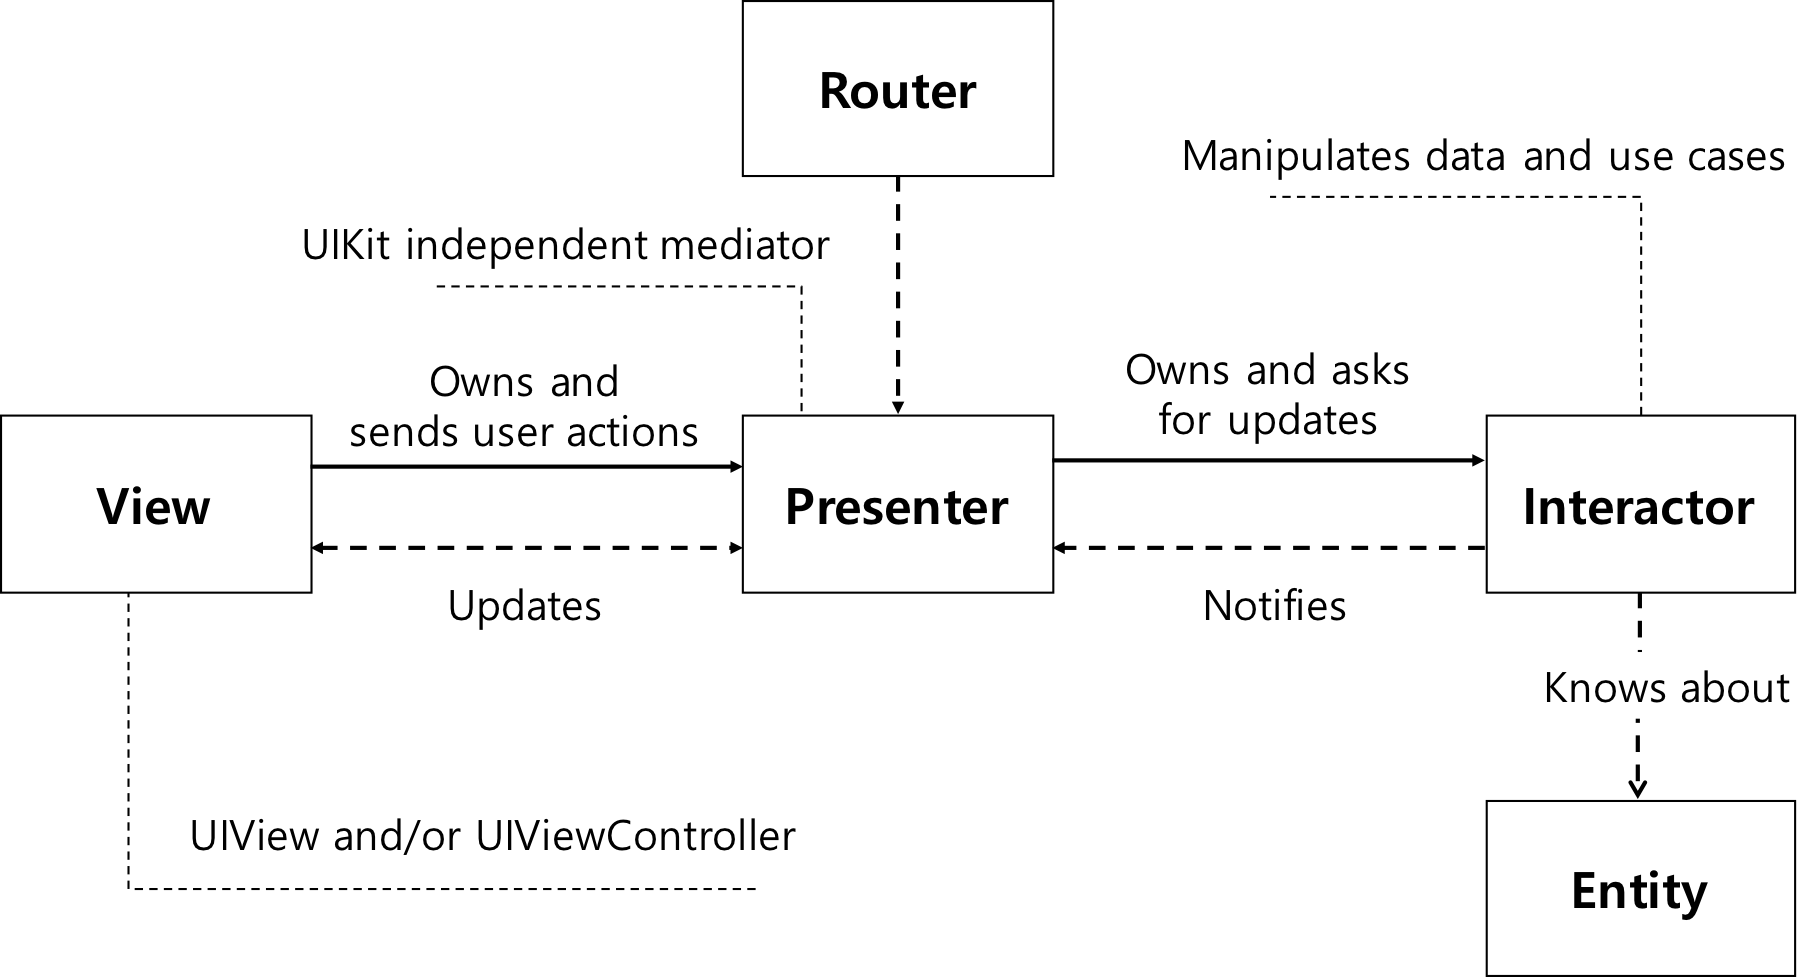 Router
Manipulates data and use cases
UIKit independent mediator
Owns and
sends user actions
Owns and asks
for updates
View
Presenter
Interactor
Updates
Notifies
Knows about
UIView and/or UIViewController
Entity